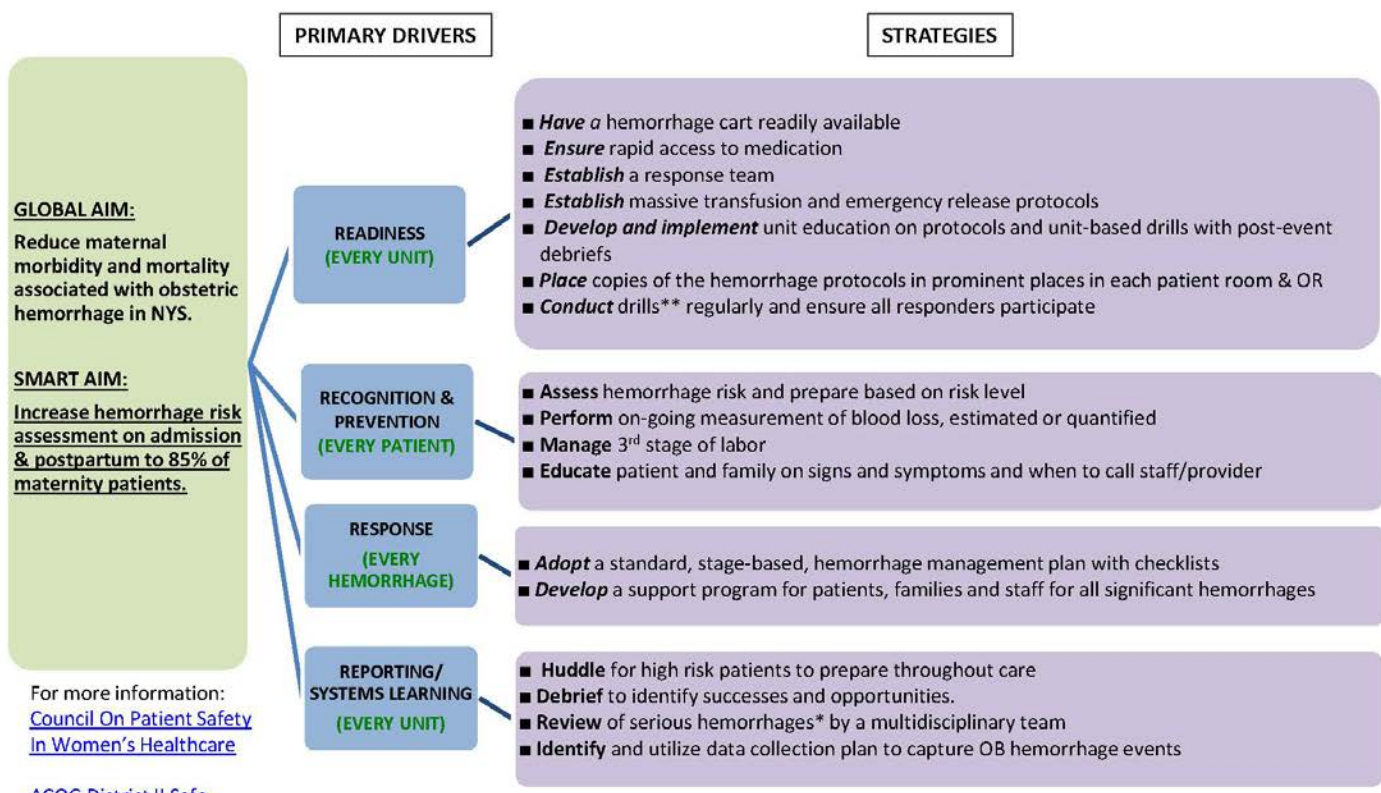 PRIMARY DRIVERS
STRATEGIES
GLOBAL AIM:
Reduce maternal
morbidity and mortality
associated with obstetric
hemorrhage in NYS.
SMART AIM:
Increase hemorrhage risk
assessment on admission
& postpartum to 85% of
maternity patients.
For more information:
Council On Patient Safety
In Women's Healthcare
ACOG District II Safe
READINESS
(EVERY UNIT)
■ Have a hemorrhage cart readily available
■ Ensure rapid access to medication
■ Establish a response team
■ Establish massive transfusion and emergency release protocols
■ Develop and implement unit education on protocols and unit-based drills with post-event
debriefs
■ Place copies of the hemorrhage protocols in prominent places in each patient room & OR
■ Conduct drills** regularly and ensure all responders participate
RECOGNITION &
PREVENTION
(EVERY PATIENT)
■ Assess hemorrhage risk and prepare based on risk level
■ Perform on-going measurement of blood loss, estimated or quantified
■ Manage 3rd stage of labor
■ Educate patient and family on signs and symptoms and when to call staff/provider
RESPONSE
(EVERY
HEMORRHAGE)
■ Adopt a standard, stage-based, hemorrhage management plan with checklists
■ Develop a support program for patients, families and staff for all significant hemorrhages
REPORTING/
SYSTEMS LEARNING
(EVERY UNIT)
■ Huddle for high risk patients to prepare throughout care
■ Debrief to identify successes and opportunities.
■ Review of serious hemorrhages* by a multidisciplinary team
■ Identify and utilize data collection plan to capture OB hemorrhage events